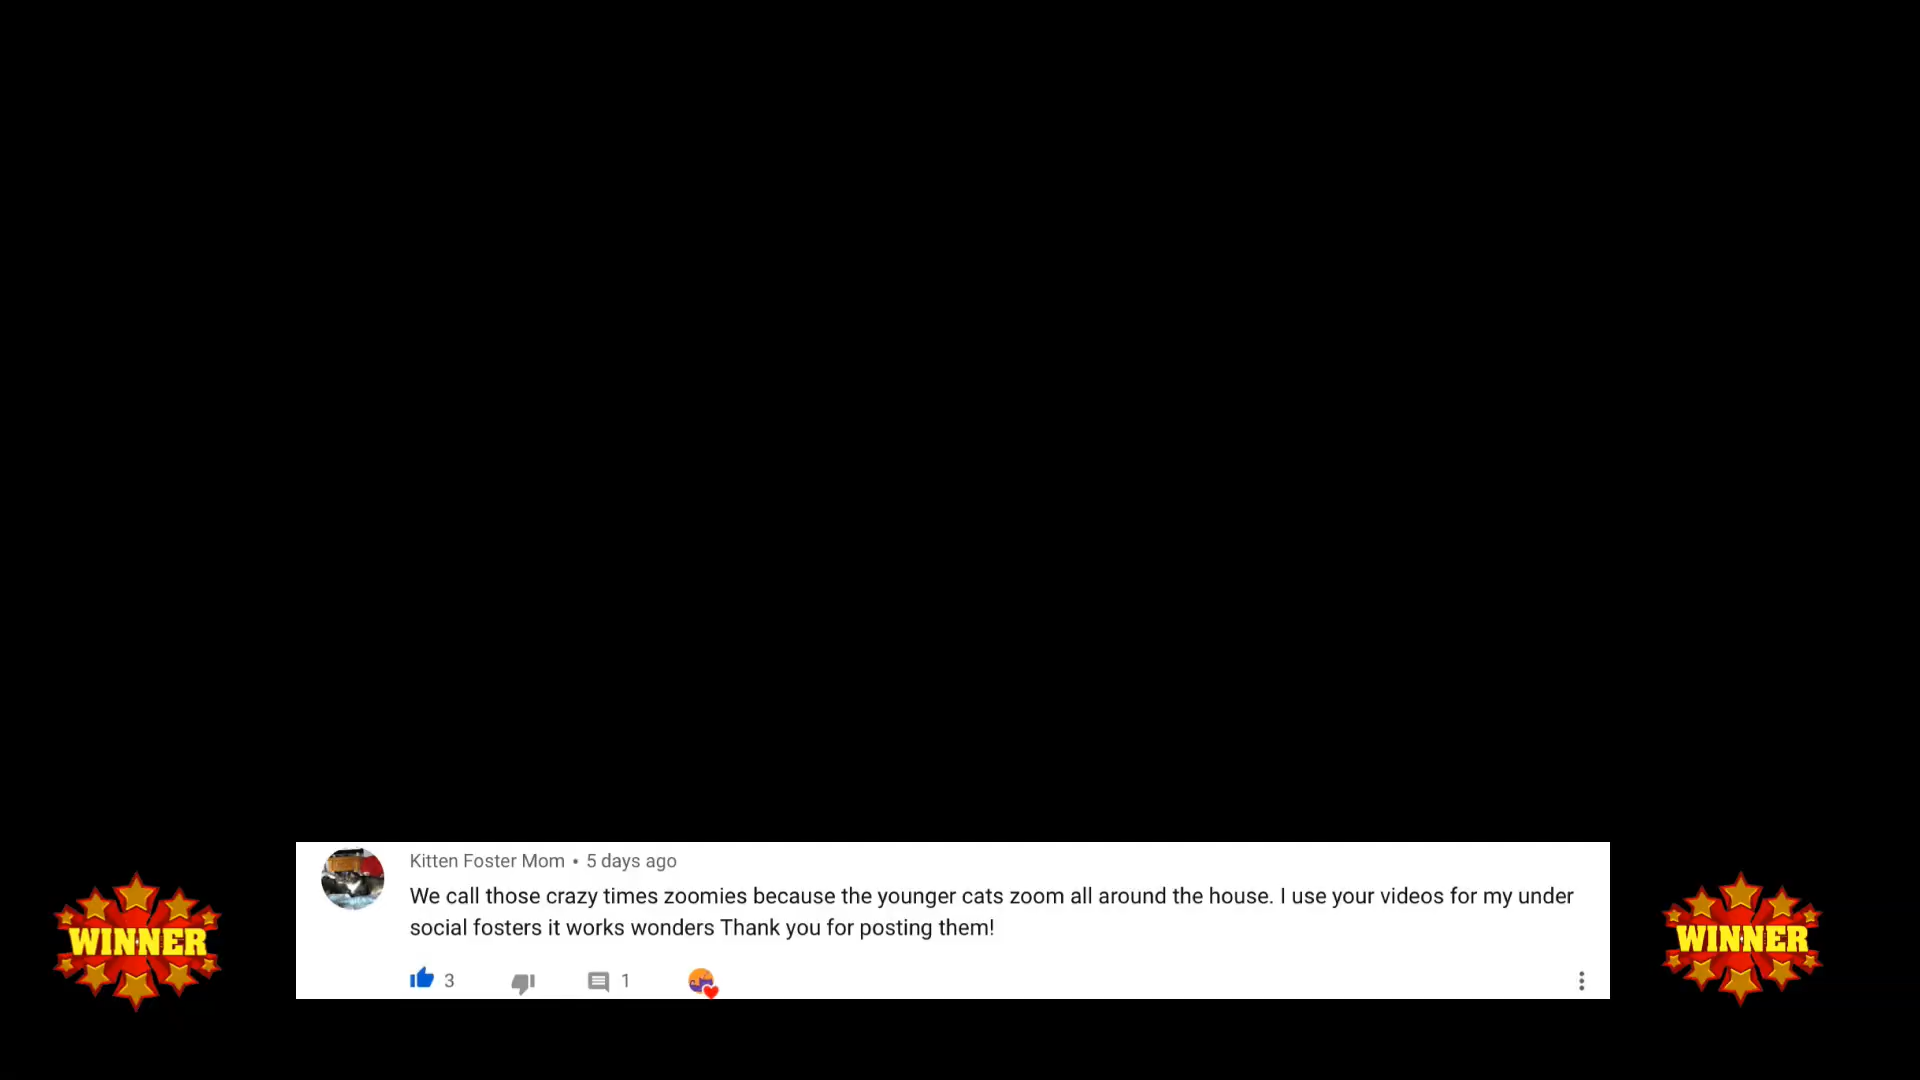 Kitten Foster Mom • 5 days ago
We call those crazy times zoomies because the younger cats zoom all around the house. I use your videos for my under
social fosters it works wonders Thank you for posting them!
3 1
WINNER
WINNER